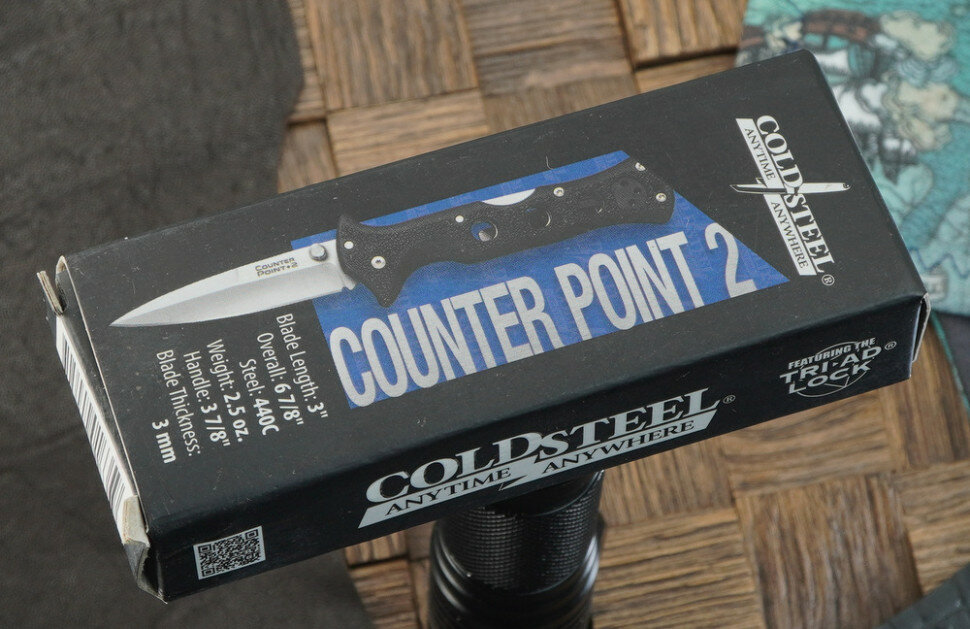 COLD STEEL®
ANYTIME ANYWHERE
COUNTER
POINT 2
COUNTER POINT 2
Blade Length: 3"
Overall: 6 7/8"
Steel: 440C
Weight: 2.5 oz.
Handle: 3 7/8"
Blade Thickness:
3 mm
COLD STEEL®
ANYTIME ANYWHERE
FEATURING THE
TRI-AD®
LOCK